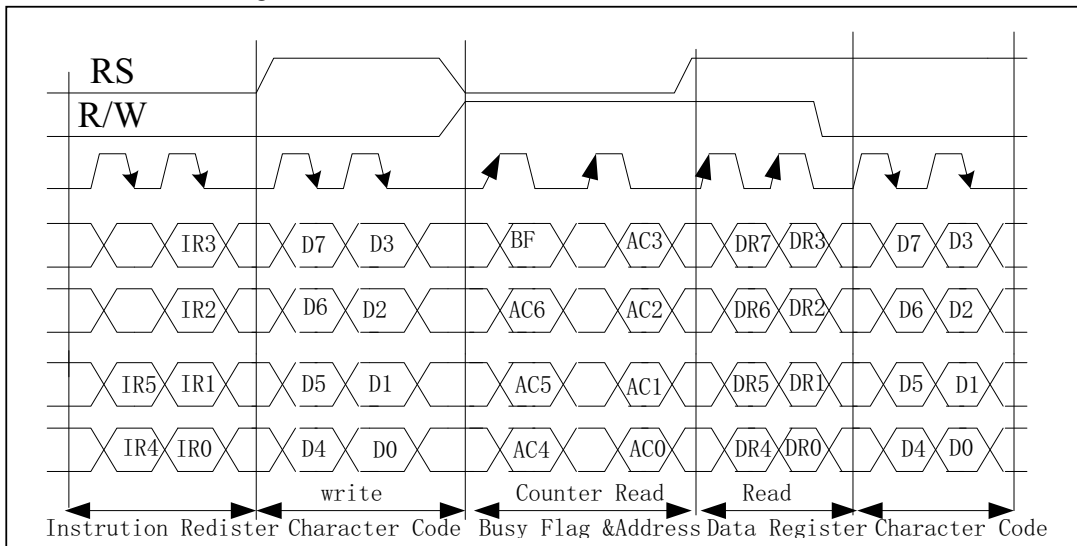 RS
R/W
IR3 D7 D3 BF AC3 DR7 DR3 D7 D3
IR2 D6 D2 AC6 AC2 DR6 DR2 D6 D2
IR5 IR1 D5 D1 AC5 AC1 DR5 DR1 D5 D1
IR4 IR0 D4 D0 AC4 AC0 DR4 DR0 D4 D0
write Counter Read Read
Instrution Redister Character Code Busy Flag &Address Data Register Character Code